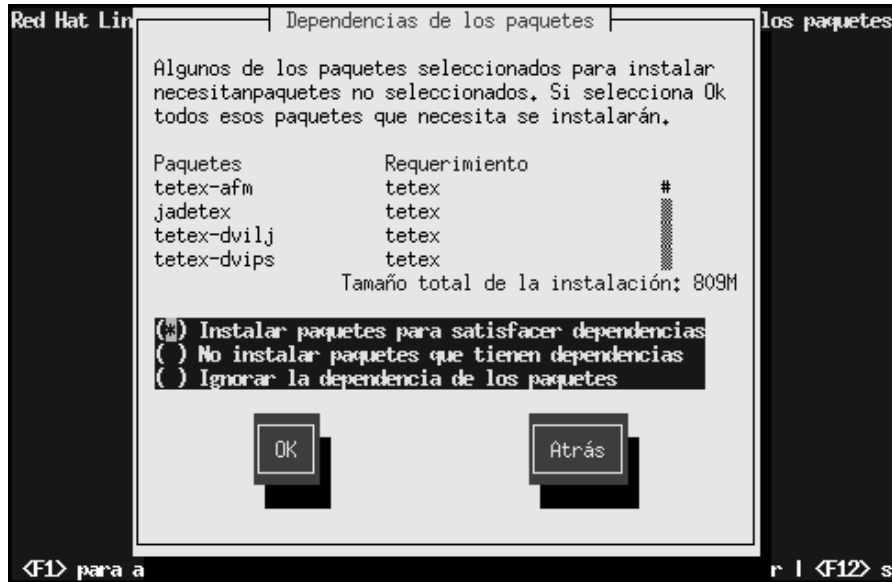 Red Hat Lin
Dependencias de los paquetes
los paquetes
Algunos de los paquetes seleccionados para instalar
necesitanpaquetes no seleccionados. Si selecciona Ok
todos esos paquetes que necesita se instalarán.
Paquetes Requerimiento
tetex-afm tetex #
jadetex tetex
tetex-dvilj tetex
tetex-dvips tetex
Tamaño total de la instalación: 809M
(*) Instalar paquetes para satisfacer dependencias
( ) No instalar paquetes que tienen dependencias
( ) Ignorar la dependencia de los paquetes
OK Atrás
<F1> para a r | <F12> s